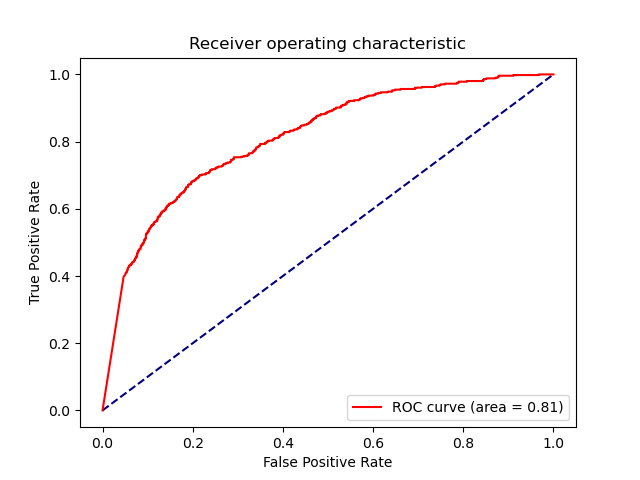 Receiver operating characteristic
True Positive Rate
1.0
0.8
0.6
0.4
0.2
0.0
ROC curve (area = 0.81)
0.0 0.2 0.4 0.6 0.8 1.0
False Positive Rate